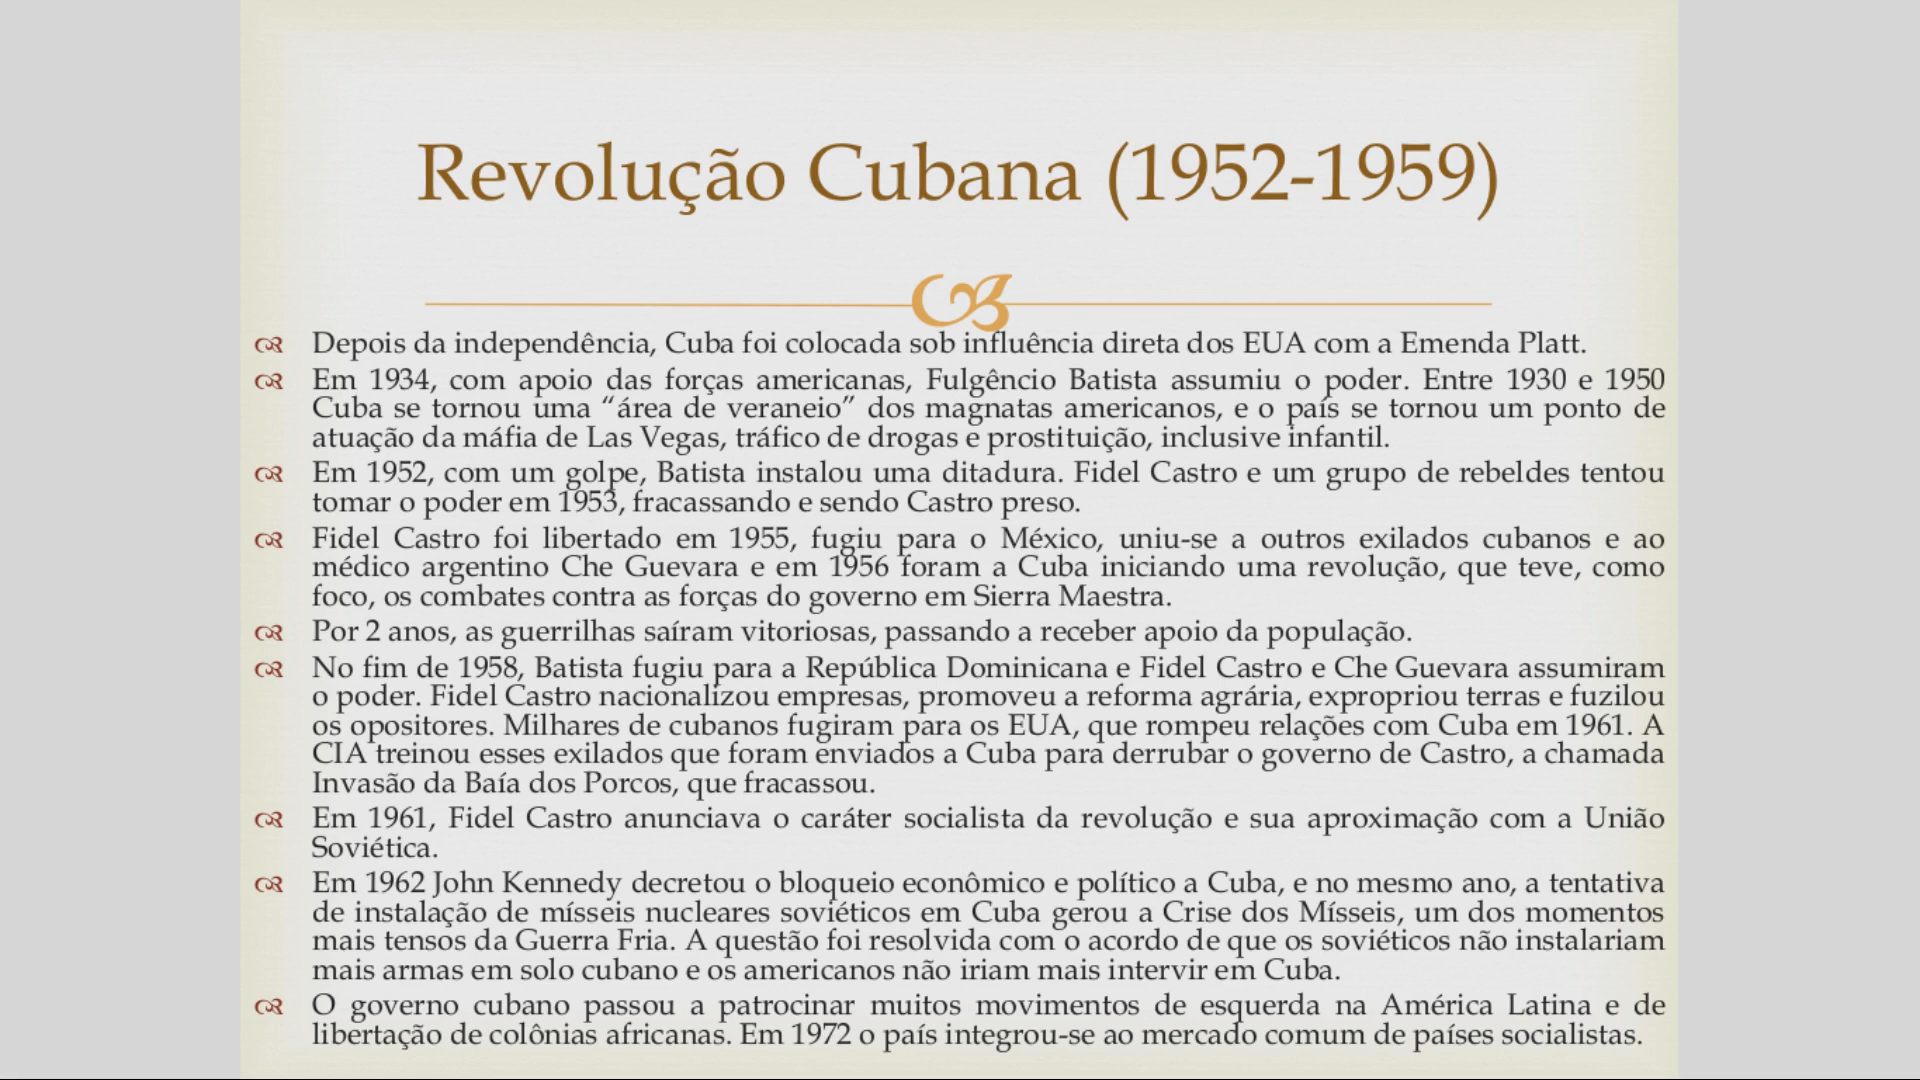 Revolução Cubana (1952-1959)
Depois da independência, Cuba foi colocada sob influência direta dos EUA com a Emenda Platt.
Em 1934, com apoio das forças americanas, Fulgêncio Batista assumiu o poder. Entre 1930 e 1950
Cuba se tornou uma “área de veraneio” dos magnatas americanos, e o país se tornou um ponto de
atuação da máfia de Las Vegas, tráfico de drogas e prostituição, inclusive infantil.
Em 1952, com um golpe, Batista instalou uma ditadura. Fidel Castro e um grupo de rebeldes tentou
tomar o poder em 1953, fracassando e sendo Castro preso.
Fidel Castro foi libertado em 1955, fugiu para o México, uniu-se a outros exilados cubanos e ao
médico argentino Che Guevara e em 1956 foram a Cuba iniciando uma revolução, que teve, como
foco, os combates contra as forças do governo em Sierra Maestra.
Por 2 anos, as guerrilhas saíram vitoriosas, passando a receber apoio da população.
No fim de 1958, Batista fugiu para a República Dominicana e Fidel Castro e Che Guevara assumiram
o poder. Fidel Castro nacionalizou empresas, promoveu a reforma agrária, expropriou terras e fuzilou
os opositores. Milhares de cubanos fugiram para os EUA, que rompeu relações com Cuba em 1961. A
CIA treinou esses exilados que foram enviados a Cuba para derrubar o governo de Castro, a chamada
Invasão da Baía dos Porcos, que fracassou.
Em 1961, Fidel Castro anunciava o caráter socialista da revolução e sua aproximação com a União
Soviética.
Em 1962 John Kennedy decretou o bloqueio econômico e político a Cuba, e no mesmo ano, a tentativa
de instalação de mísseis nucleares soviéticos em Cuba gerou a Crise dos Mísseis, um dos momentos
mais tensos da Guerra Fria. A questão foi resolvida com o acordo de que os soviéticos não instalariam
mais armas em solo cubano e os americanos não iriam mais intervir em Cuba.
O governo cubano passou a patrocinar muitos movimentos de esquerda na América Latina e de
libertação de colônias africanas. Em 1972 o país integrou-se ao mercado comum de países socialistas.